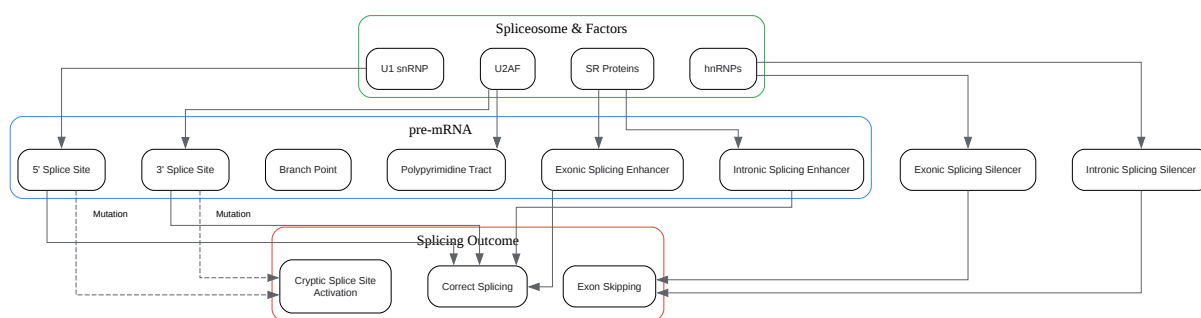 Spliceosome & Factors
U1 snRNP
U2AF
SR Proteins
hnRNPs
pre-mRNA
5' Splice Site
3' Splice Site
Branch Point
Polypyrimidine Tract
Exonic Splicing Enhancer
Intronic Splicing Enhancer
Exonic Splicing Silencer
Intronic Splicing Silencer
Mutation
Mutation
Splicing Outcome
Cryptic Splice Site
Activation
Correct Splicing
Exon Skipping